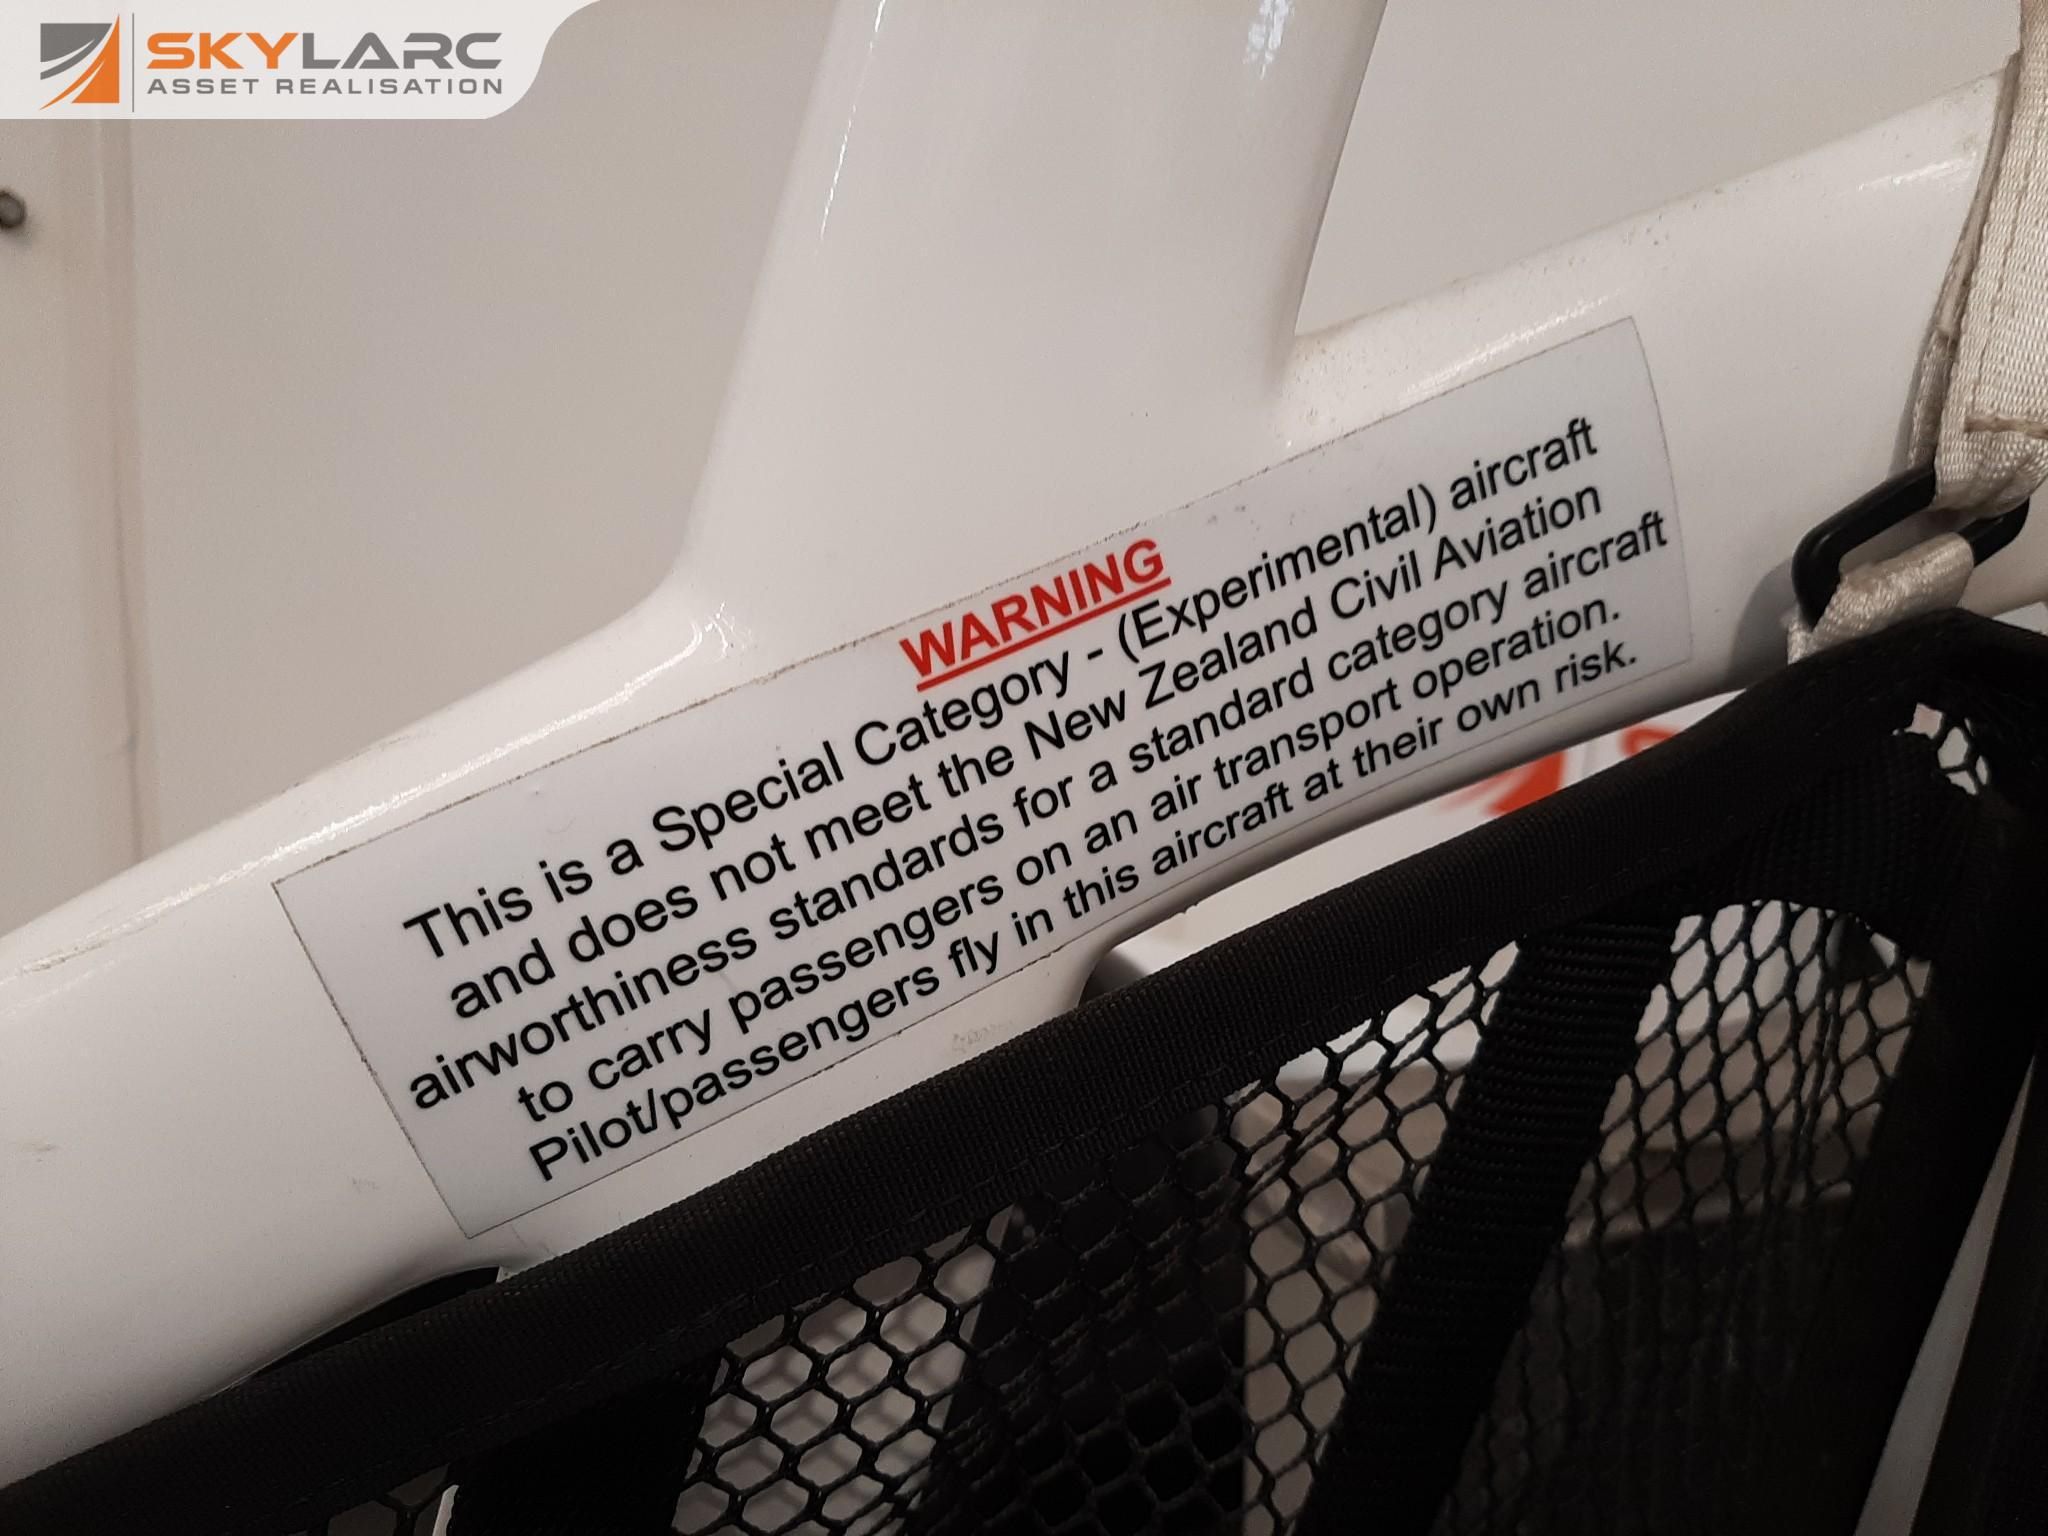 SKYLARC
ASSET REALISATION
WARNING
This is a Special Category - (Experimental) aircraft
and does not meet the New Zealand Civil Aviation
airworthiness standards for a standard category aircraft
to carry passengers on an air transport operation.
Pilot/passengers fly in this aircraft at their own risk.